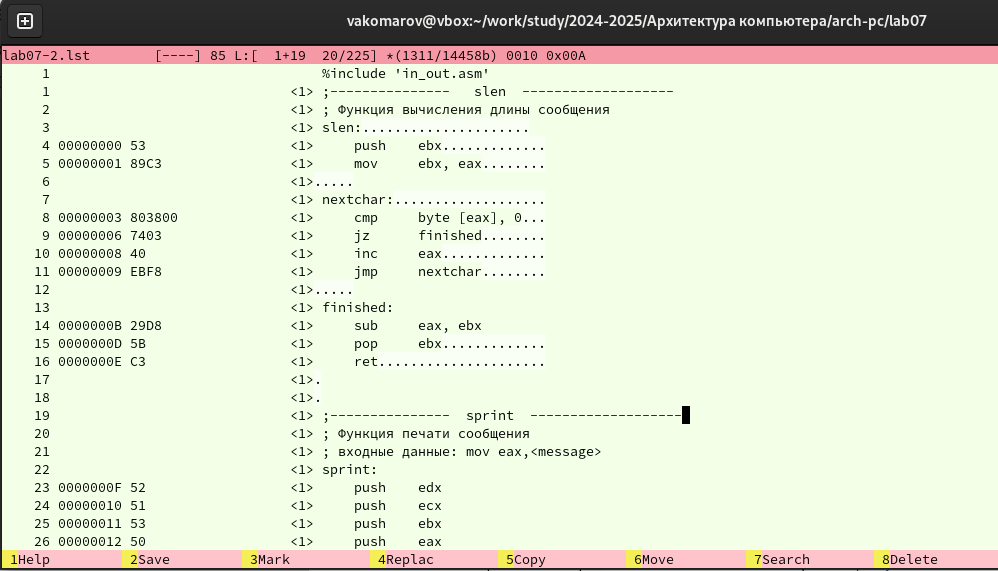 vakomarov@vbox:~/work/study/2024-2025/Архитектура компьютера/arch-pc/lab07
lab07-2.lst        [----] 85 L:[  1+19  20/225] *(1311/14458b) 0010 0x00A
1                                  %include 'in_out.asm'
1                              <1> ;---------------   slen  -------------------
2                              <1> ; Функция вычисления длины сообщения
3                              <1> slen:.....................
4 00000000 53                  <1>     push    ebx.............
5 00000001 89C3                <1>     mov     ebx, eax........
6                              <1>.....
7                              <1> nextchar:...................
8 00000003 803800              <1>     cmp     byte [eax], 0...
9 00000006 7403                <1>     jz      finished........
10 00000008 40                  <1>     inc     eax.............
11 00000009 EBF8                <1>     jmp     nextchar........
12                              <1>.....
13                              <1> finished:
14 0000000B 29D8                <1>     sub     eax, ebx
15 0000000D 5B                  <1>     pop     ebx.............
16 0000000E C3                  <1>     ret.....................
17                              <1>.
18                              <1>.
19                              <1> ;---------------  sprint  -------------------
20                              <1> ; Функция печати сообщения
21                              <1> ; входные данные: mov eax,<message>
22                              <1> sprint:
23 0000000F 52                  <1>     push    edx
24 00000010 51                  <1>     push    ecx
25 00000011 53                  <1>     push    ebx
26 00000012 50                  <1>     push    eax
1Help 2Save 3Mark 4Replac 5Copy 6Move 7Search 8Delete